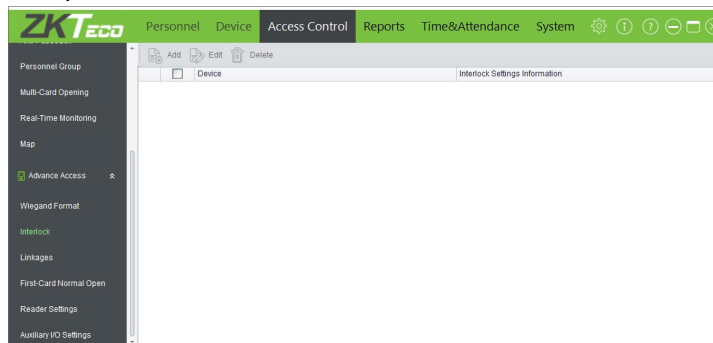 ZKTeco
Personnel Device Access Control Reports Time&Attendance System
Add Edit Delete
Device Interlock Settings Information
Personnel Group
Multi-Card Opening
Real-Time Monitoring
Map
Advance Access
Wiegand Format
Interlock
Linkages
First-Card Normal Open
Reader Settings
Auxiliary I/O Settings